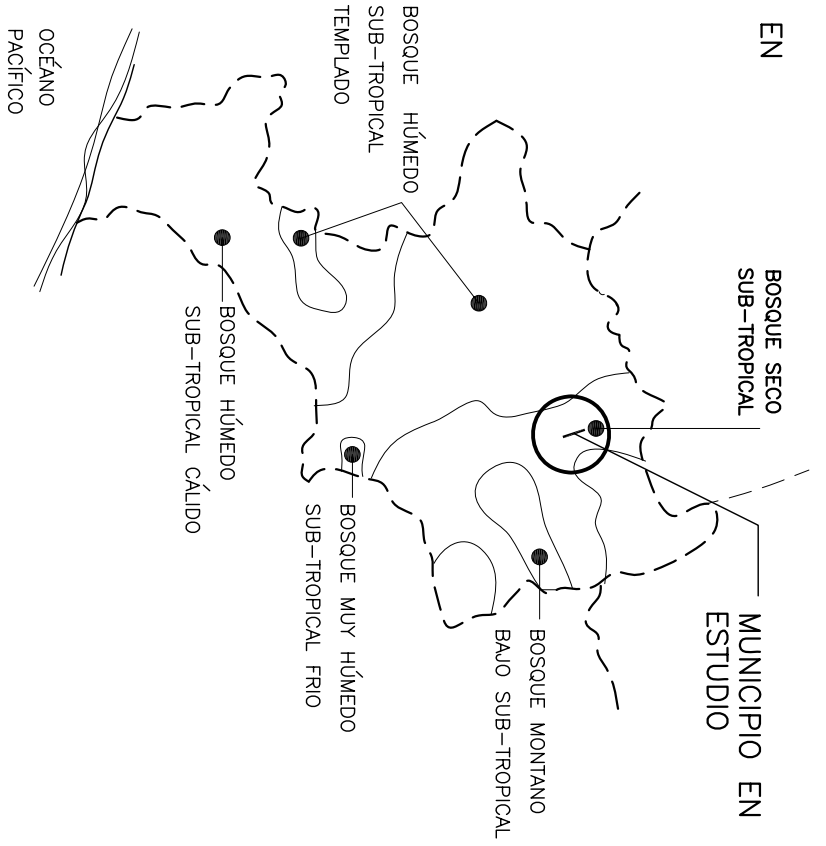 EN
BOSQUE SECO
SUB-TROPICAL
MUNICIPIO EN
ESTUDIO
BOSQUE HÚMEDO
SUB-TROPICAL
TEMPLADO
BOSQUE MONTANO
BAJO SUB-TROPICAL
BOSQUE MUY HÚMEDO
SUB-TROPICAL FRIO
BOSQUE HÚMEDO
SUB-TROPICAL CÁLIDO
OCÉANO
PACÍFICO